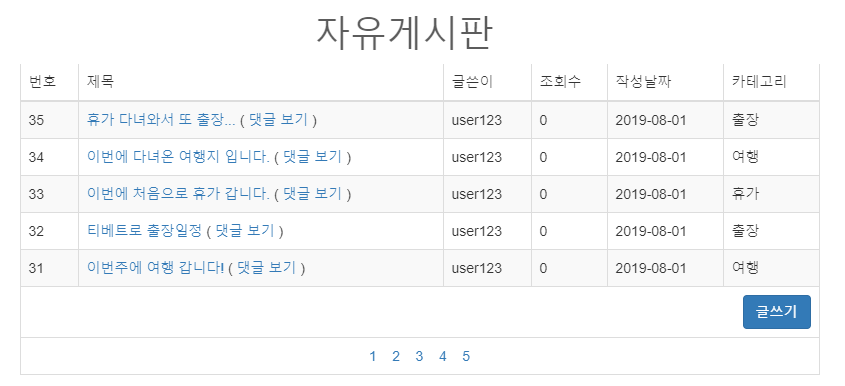 자유게시판
번호 제목 글쓴이 조회수 작성날짜 카테고리
35 휴가 다녀와서 또 출장... ( 댓글 보기 ) user123 0 2019-08-01 출장
34 이번에 다녀온 여행지 입니다. ( 댓글 보기 ) user123 0 2019-08-01 여행
33 이번에 처음으로 휴가 갑니다. ( 댓글 보기 ) user123 0 2019-08-01 휴가
32 티베트로 출장일정 ( 댓글 보기 ) user123 0 2019-08-01 출장
31 이번주에 여행 갑니다! ( 댓글 보기 ) user123 0 2019-08-01 여행
글쓰기
1 2 3 4 5